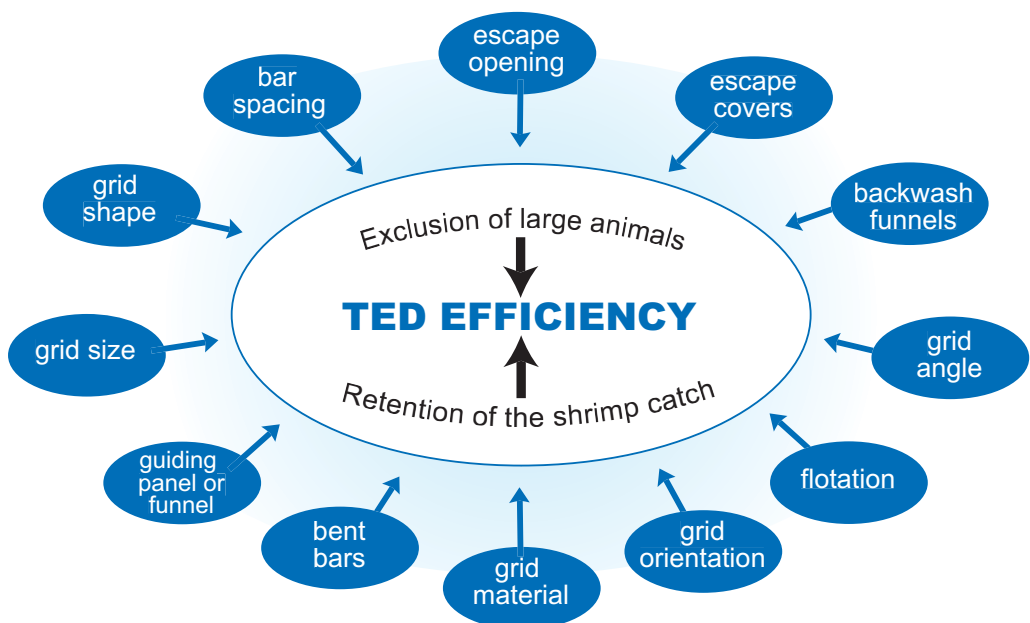 escape
opening
escape
covers
backwash
funnels
grid
angle
flotation
grid
orientation
grid
material
bent
bars
guiding
panel or
funnel
grid size
grid
shape
bar
spacing
Exclusion of large animals
TED EFFICIENCY
Retention of the shrimp catch